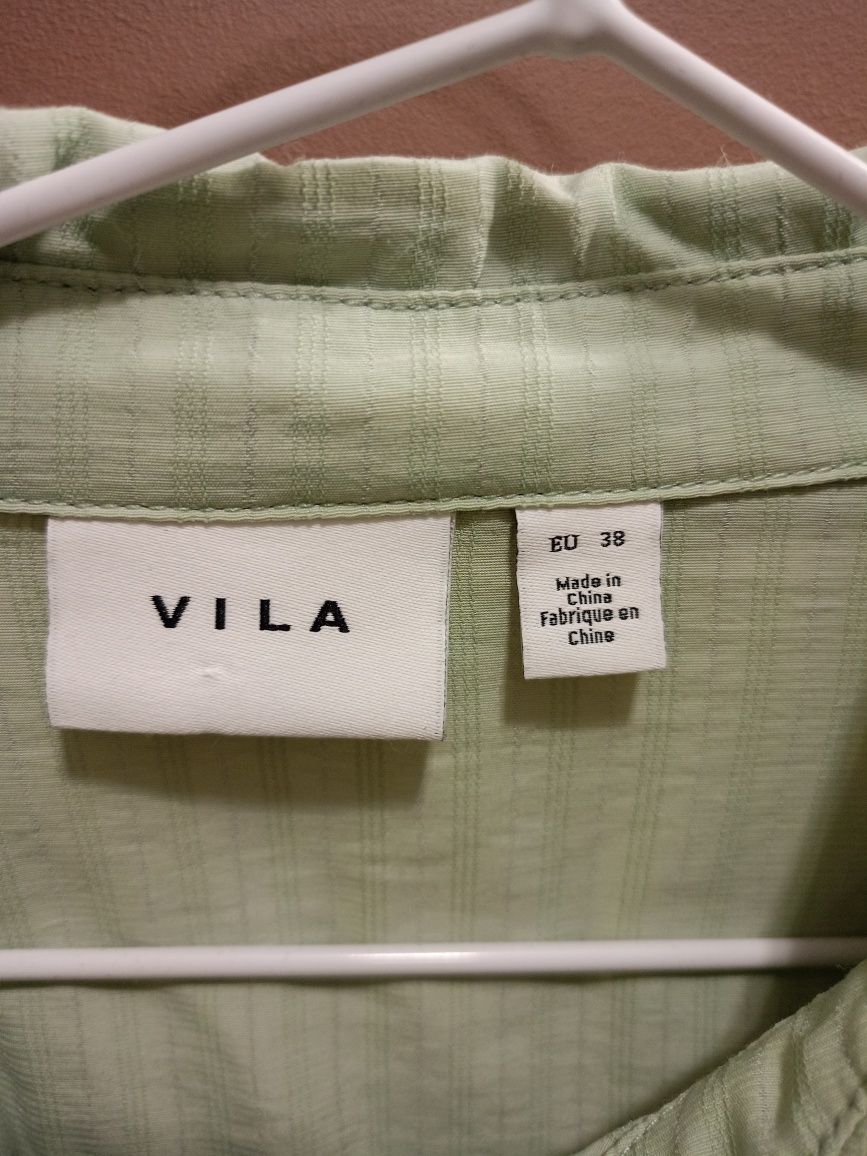 VILA
EU 38
Made in
China
Fabrique en
Chine